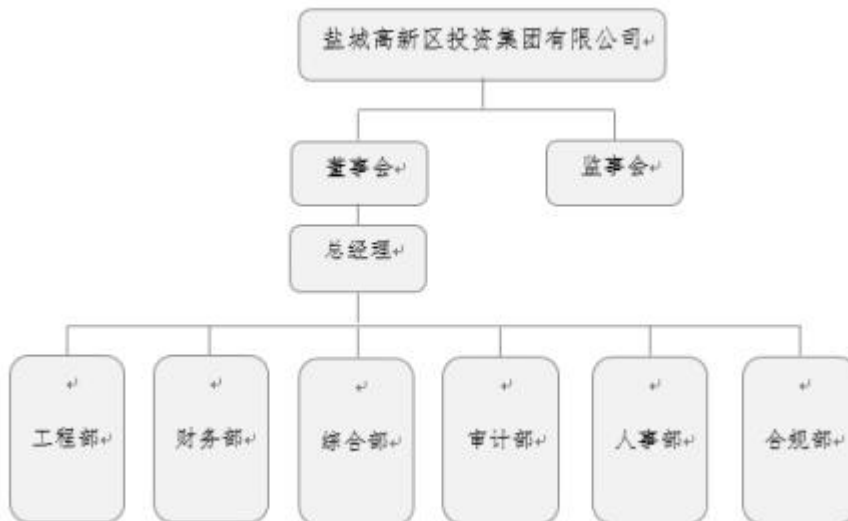 盐城高新区投资集团有限公司
董事会
监事会
总经理
工程部
财务部
综合部
审计部
人事部
合规部